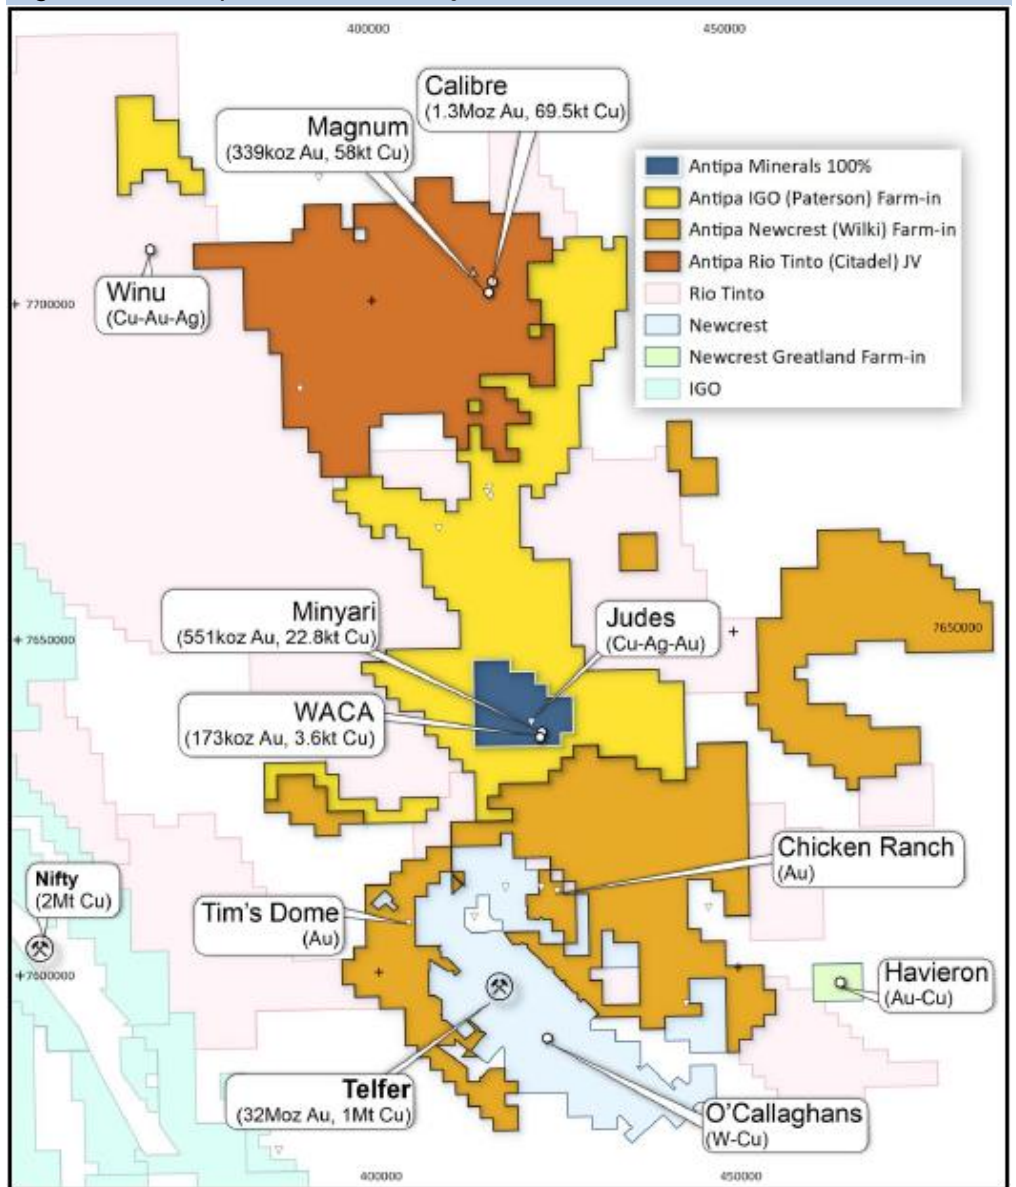 400000
450000
Calibre
(1.3Moz Au, 69.5kt Cu)
Magnum
(339koz Au, 58kt Cu)
Antipa Minerals 100%
Antipa IGO (Paterson) Farm-in
Antipa Newcrest (Wilki) Farm-in
Antipa Rio Tinto (Citadel) JV
Rio Tinto
Newcrest
Newcrest Greatland Farm-in
IGO
Winu
(Cu-Au-Ag)
7700000
Minyari
(551koz Au, 22.8kt Cu)
Judes
(Cu-Ag-Au)
7650000
7650000
WACA
(173koz Au, 3.6kt Cu)
Chicken Ranch
(Au)
Nifty
(2Mt Cu)
Tim's Dome
(Au)
7600000
Havieron
(Au-Cu)
Telfer
(32Moz Au, 1Mt Cu)
O'Callaghans
(W-Cu)
400000
450000